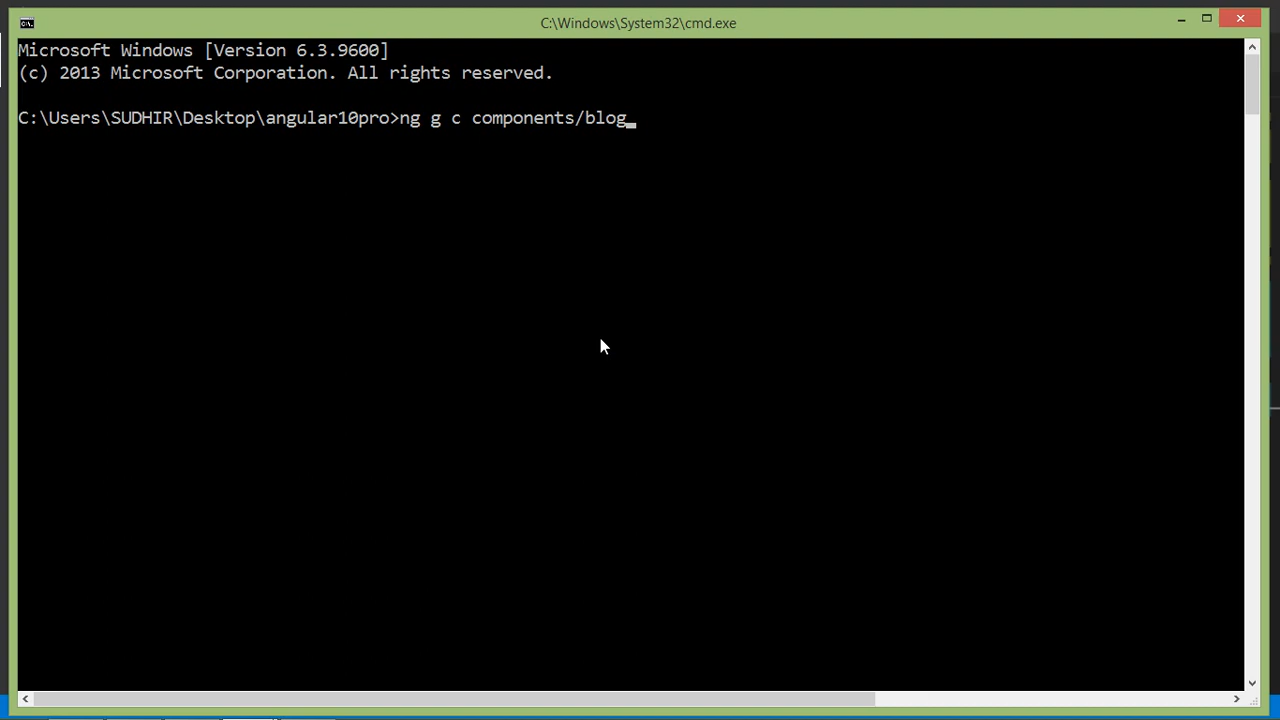 C:\Windows\System32\cmd.exe
Microsoft Windows [Version 6.3.9600]
(c) 2013 Microsoft Corporation. All rights reserved.
C:\Users\SUDHIR\Desktop\angular10pro>ng g c components/blog